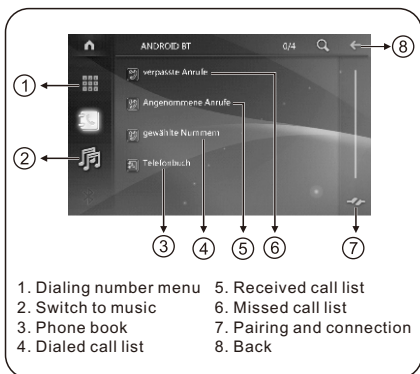 ANDROID BT 0/4
verpasste Anrufe
Angenommene Anrufe
gewählte Nummern
Telefonbuch
1
2
3
4
5
6
7
8
1. Dialing number menu
2. Switch to music
3. Phone book
4. Dialed call list
5. Received call list
6. Missed call list
7. Pairing and connection
8. Back